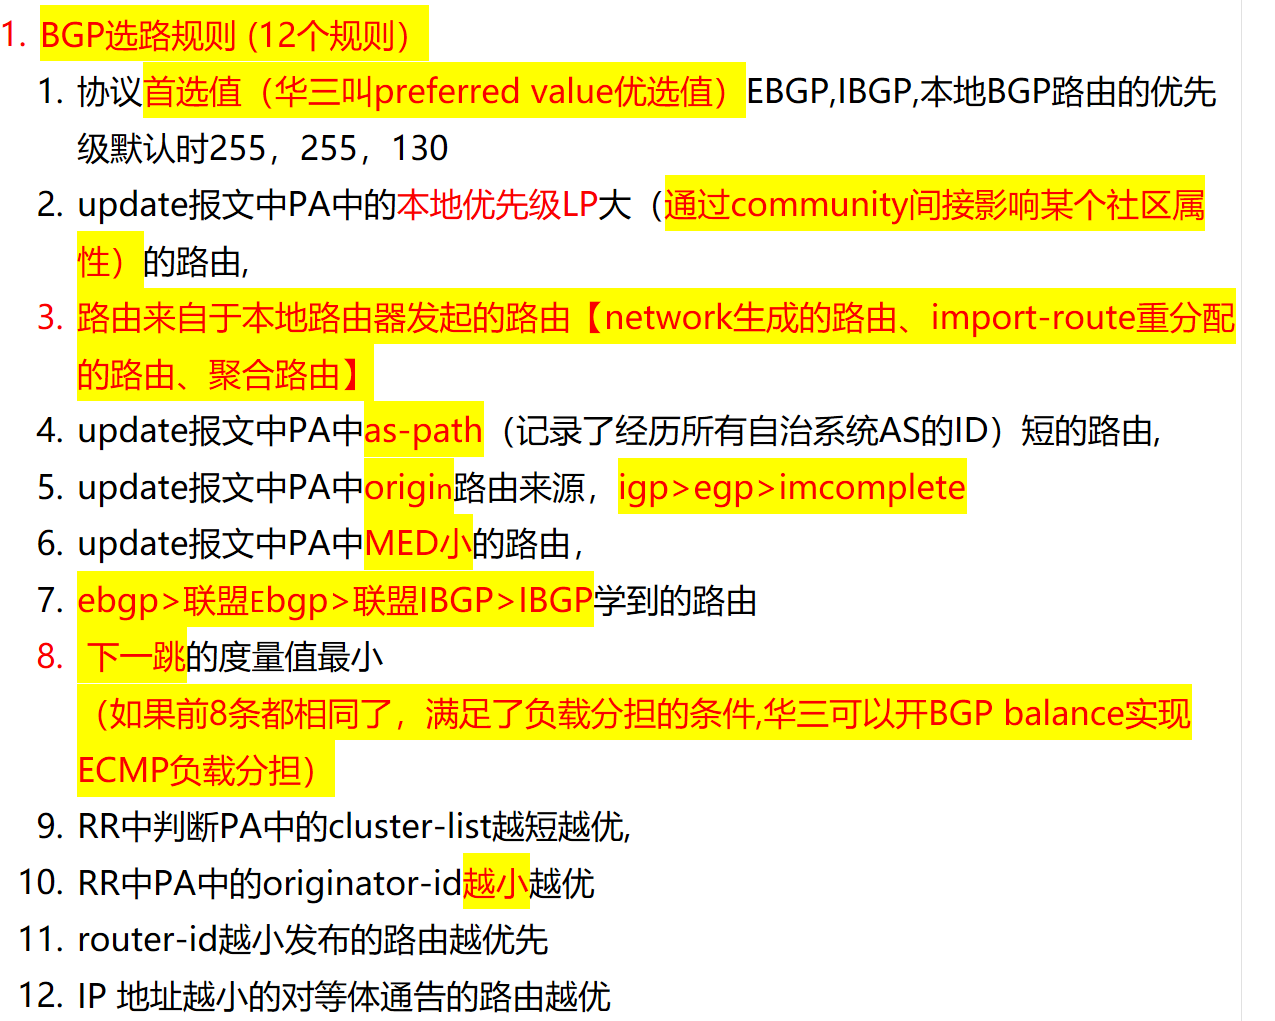 1. BGP选路规则 (12个规则）
1. 协议首选值（华三叫preferred value优选值）EBGP,IBGP,本地BGP路由的优先
级默认时255，255，130
2. update报文中PA中的本地优先级LP大（通过community间接影响某个社区属
性）的路由,
3. 路由来自于本地路由器发起的路由【network生成的路由、import-route重分配
的路由、聚合路由】
4. update报文中PA中as-path（记录了经历所有自治系统AS的ID）短的路由,
5. update报文中PA中origin路由来源，igp>egp>imcomplete
6. update报文中PA中MED小的路由，
7. ebgp>联盟Ebgp>联盟IBGP>IBGP学到的路由
8. 下一跳的度量值最小
（如果前8条都相同了，满足了负载分担的条件,华三可以开BGP balance实现
ECMP负载分担）
9. RR中判断PA中的cluster-list越短越优,
10. RR中PA中的originator-id越小越优
11. router-id越小发布的路由越优先
12. IP 地址越小的对等体通告的路由越优